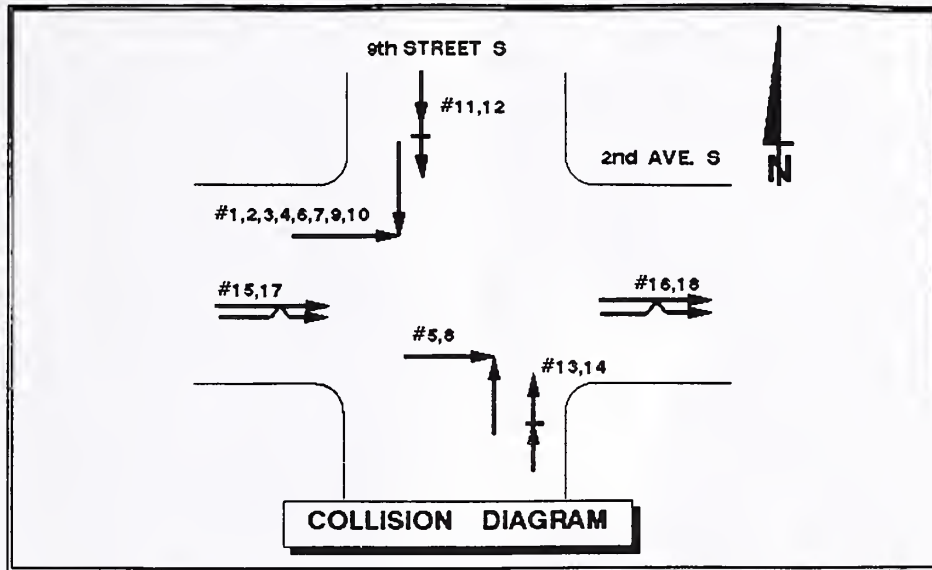 9th STREET S
#11,12
2nd AVE. S
N
#1,2,3,4,6,7,9,10
#15,17
#16,18
#5,8
#13,14
COLLISION DIAGRAM